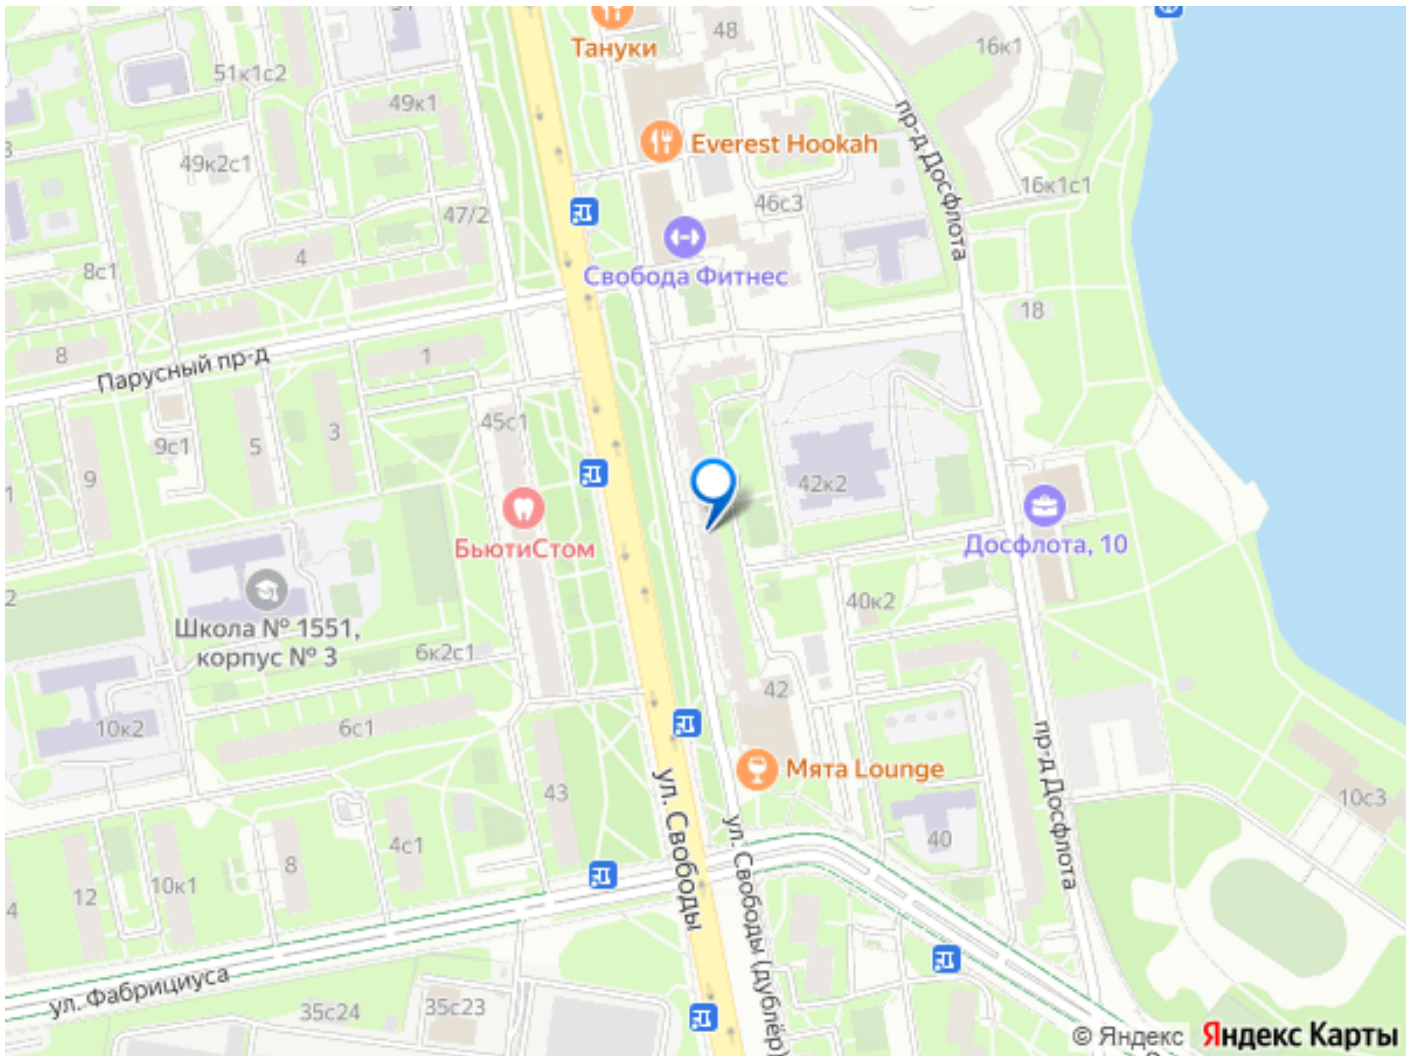 Тануки
48
16к1
51к1с2
49к1
пр-д Досфлота
Everest Hookah
49к2с1
16к1с1
46с3
47/2
4
8с1
Свобода Фитнес
18
8
Парусный пр-д
1
45с1
9с1
5
3
9
42к2
БьютиСтом
Досфлота, 10
40к2
Школа № 1551,
корпус № 3
6к2с1
42
10к2
6с1
пр-д Досфлота
Мята Lounge
43
ул. Свободы
10с3
4с1
8
40
ул. Свободы (дублёр)
12
10к1
4
ул. Фабрициуса
35с24
35с23
© Яндекс Яндекс Карты